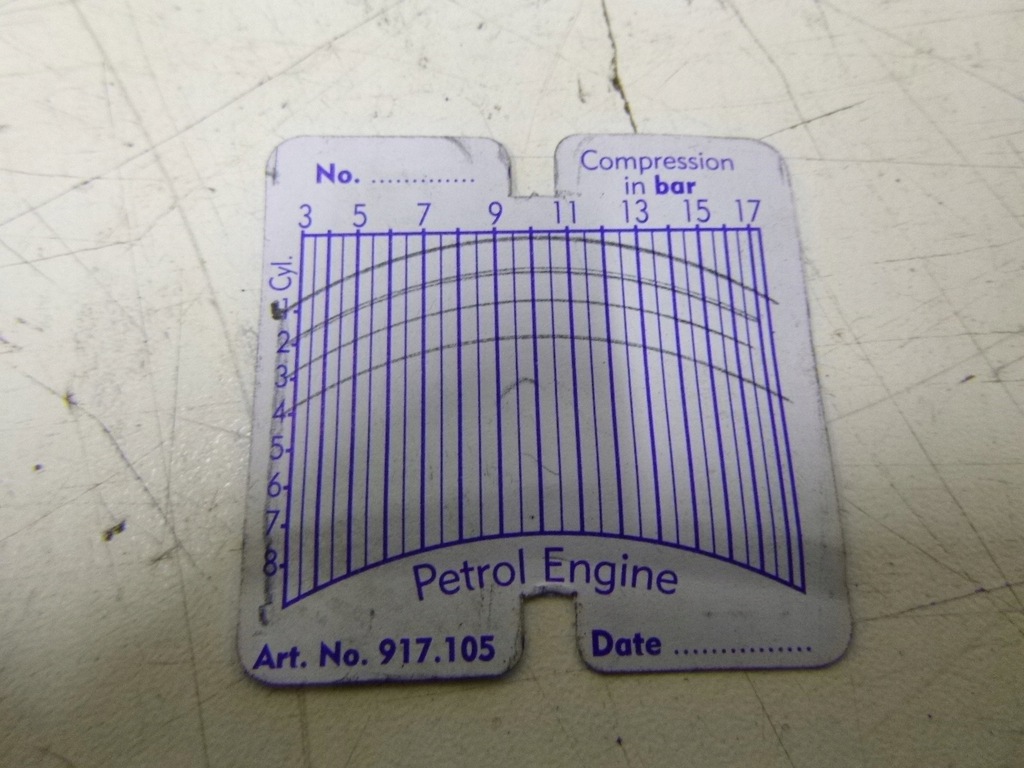 No. .............
Compression
in bar
3 5 7 9 11 13 15 17
Cyl.
1
2
3
4
5
6
7
8
Petrol Engine
Art. No. 917.105
Date ...............